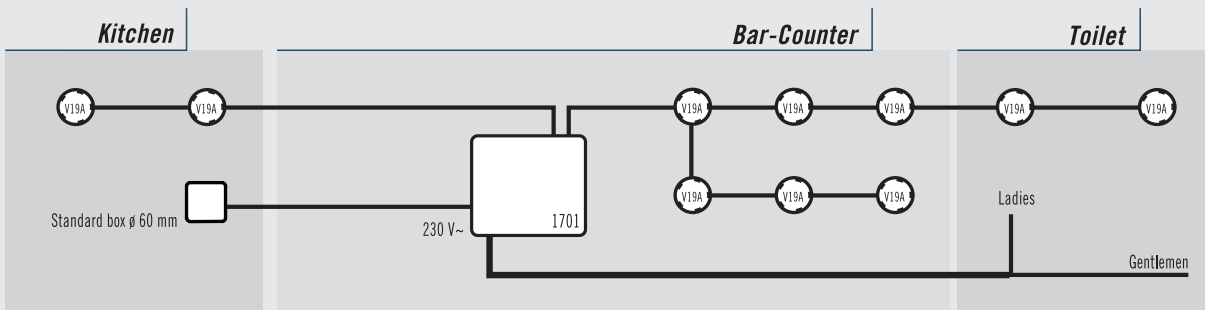 Kitchen
Bar-Counter
Toilet
V19A
V19A
V19A
V19A
V19A
V19A
V19A
V19A
V19A
V19A
Standard box ø 60 mm
230 V~
1701
Ladies
Gentlemen